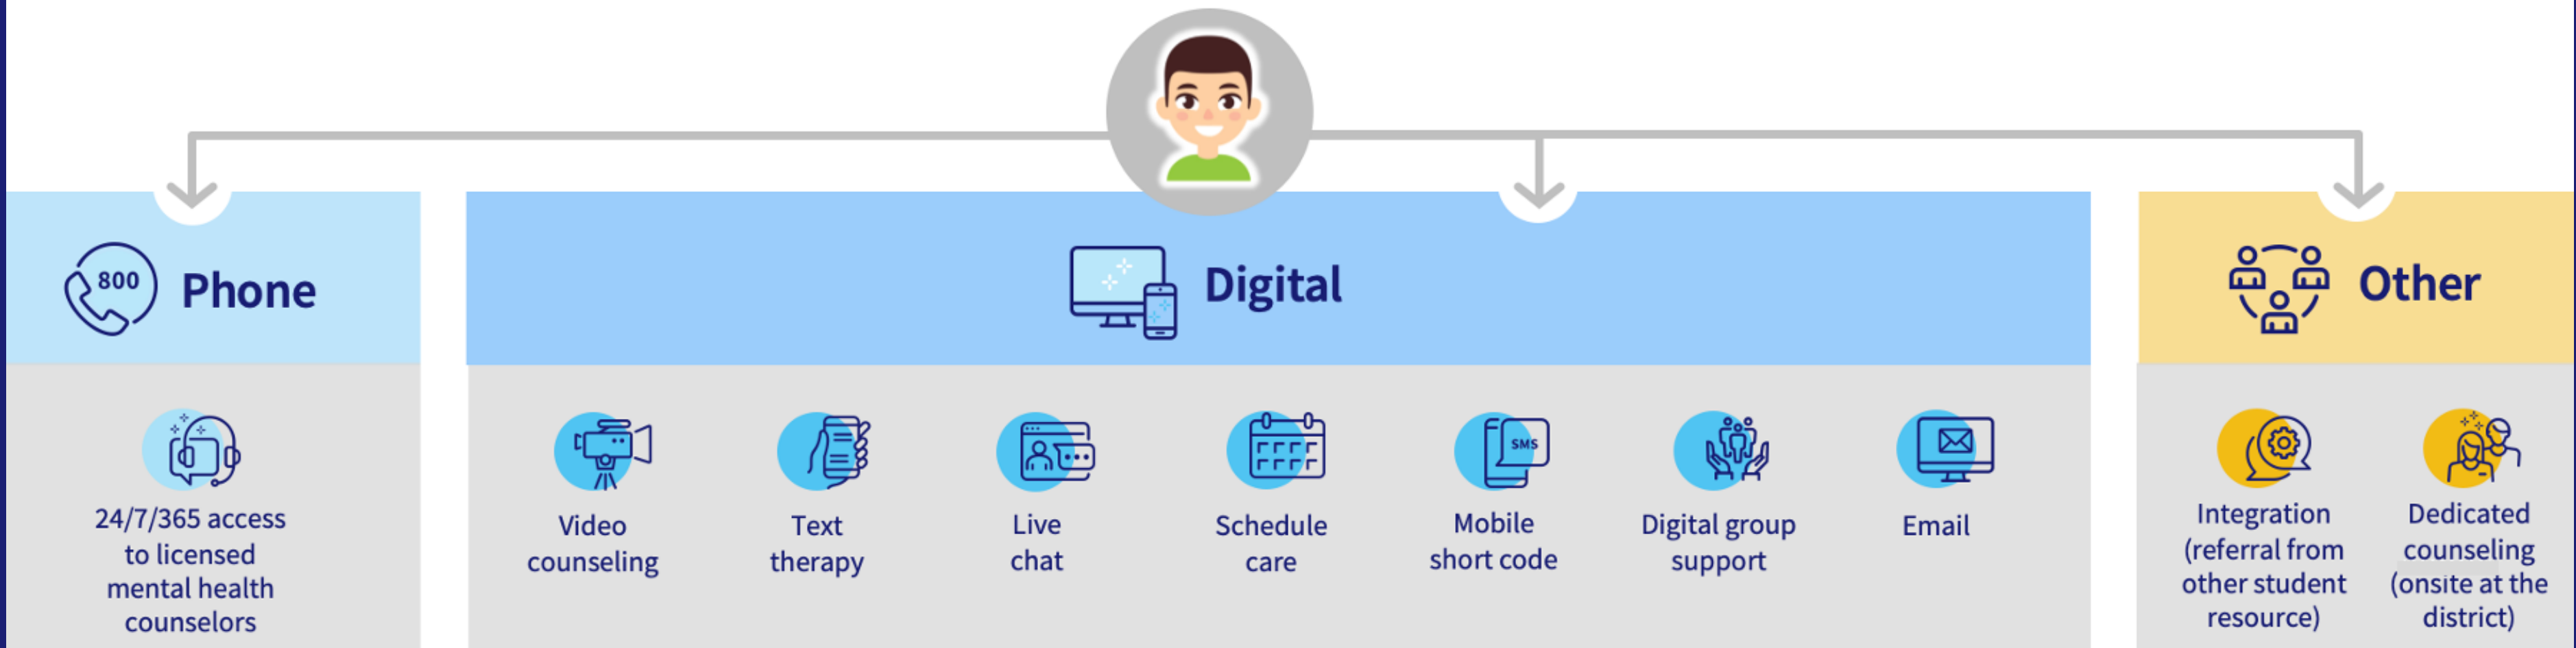 800
Phone
Digital
Other
24/7/365 access
to licensed
mental health
counselors
Video
counseling
Text
therapy
Live
chat
Schedule
care
SMS
Mobile
short code
Digital group
support
Email
Integration
(referral from
other student
resource)
Dedicated
counseling
(onsite at the
district)